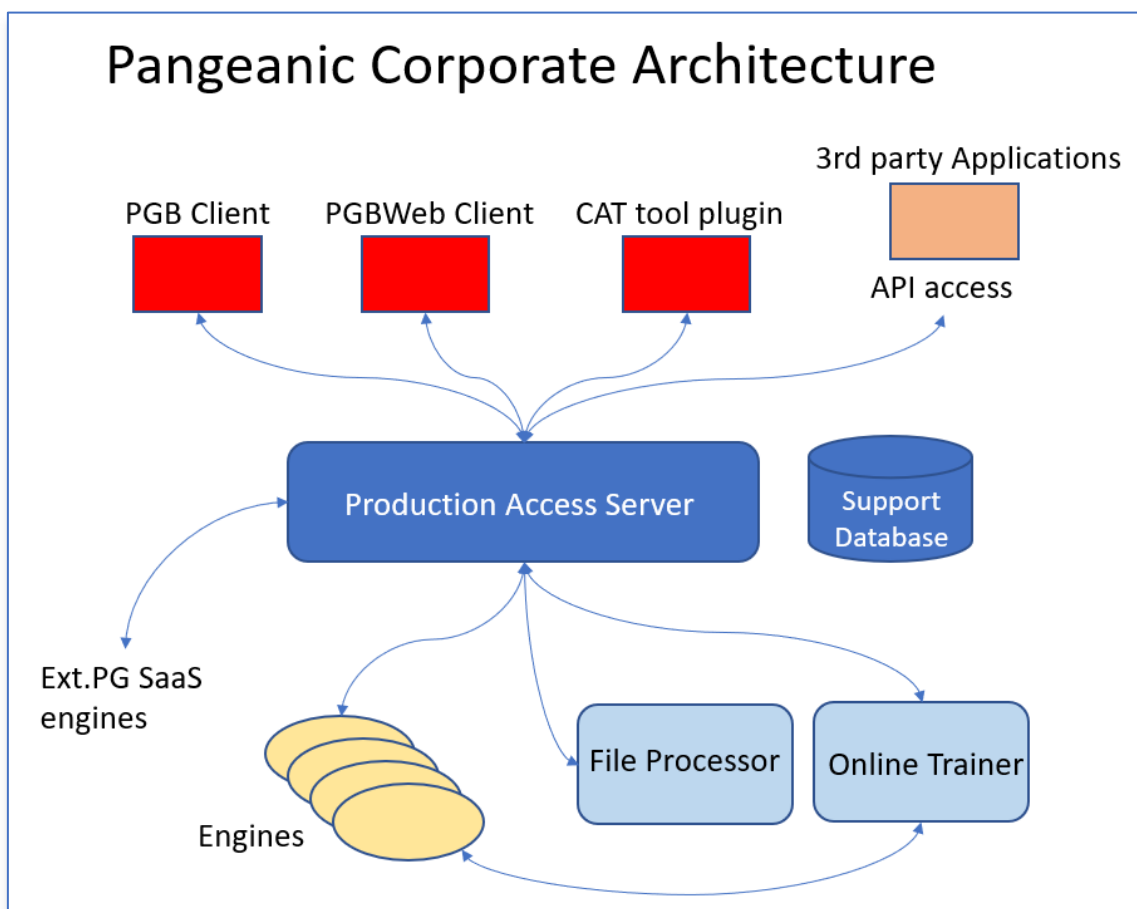 Pangeanic Corporate Architecture
3rd party Applications
PGB Client
PGBWeb Client
CAT tool plugin
API access
Production Access Server
Support
Database
Ext.PG SaaS
engines
File Processor
Online Trainer
Engines